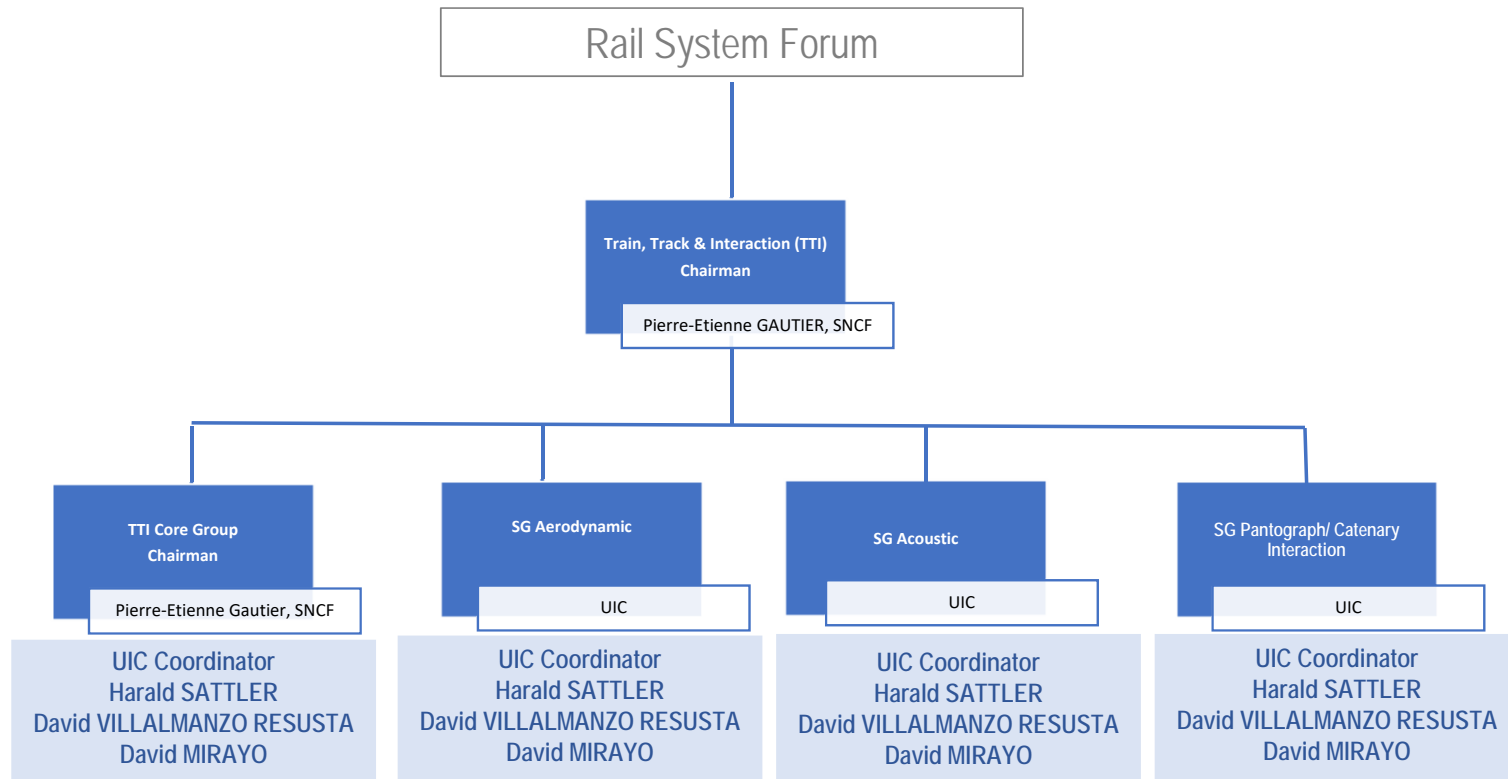 Rail System Forum
Train, Track & Interaction (TTI)
Chairman
Pierre-Etienne GAUTIER, SNCF
TTI Core Group
Chairman
Pierre-Etienne Gautier, SNCF
UIC Coordinator
Harald SATTLER
David VILLALMANZO RESUSTA
David MIRAYO
SG Aerodynamic
UIC
UIC Coordinator
Harald SATTLER
David VILLALMANZO RESUSTA
David MIRAYO
SG Acoustic
UIC
UIC Coordinator
Harald SATTLER
David VILLALMANZO RESUSTA
David MIRAYO
SG Pantograph/ Catenary
Interaction
UIC
UIC Coordinator
Harald SATTLER
David VILLALMANZO RESUSTA
David MIRAYO